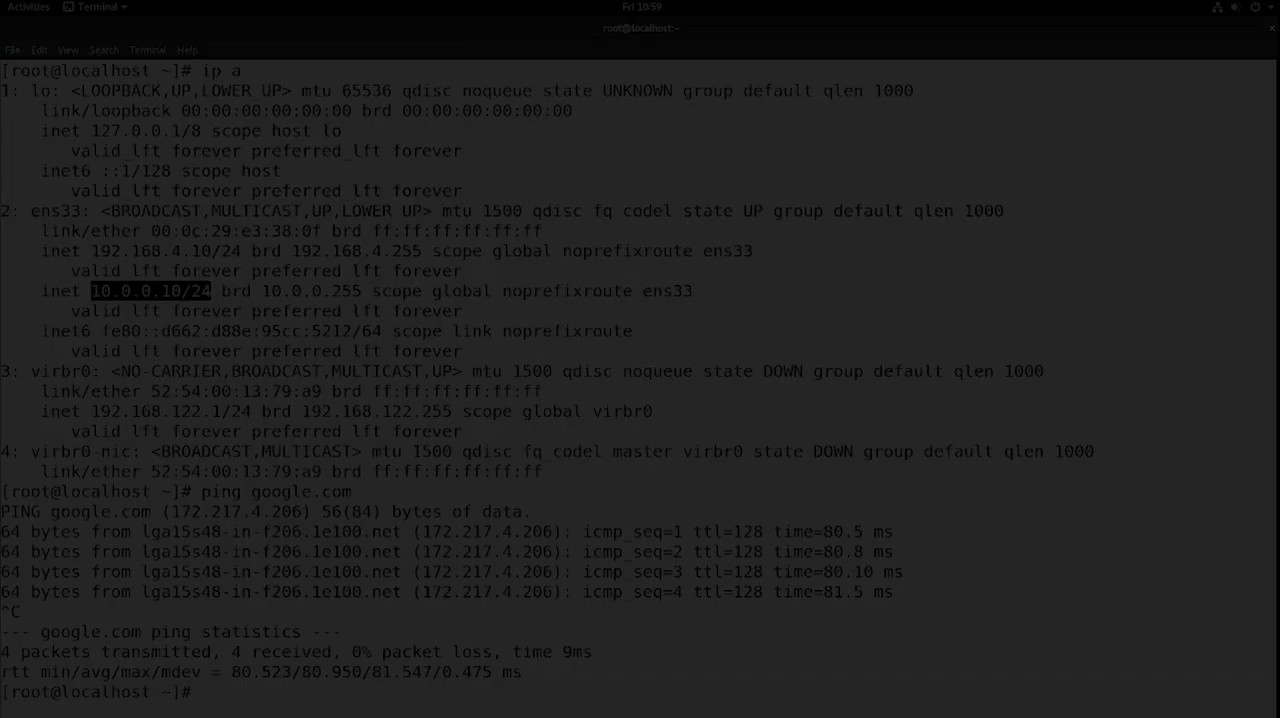 Activities Terminal Fri 10:59
root@localhost:~ ×
File Edit View Search Terminal Help
[root@localhost ~]# ip a
1: lo: <LOOPBACK,UP,LOWER_UP> mtu 65536 qdisc noqueue state UNKNOWN group default qlen 1000
link/loopback 00:00:00:00:00:00 brd 00:00:00:00:00:00
inet 127.0.0.1/8 scope host lo
valid_lft forever preferred_lft forever
inet6 ::1/128 scope host
valid_lft forever preferred_lft forever
2: ens33: <BROADCAST,MULTICAST,UP,LOWER_UP> mtu 1500 qdisc fq_codel state UP group default qlen 1000
link/ether 00:0c:29:e3:38:0f brd ff:ff:ff:ff:ff:ff
inet 192.168.4.10/24 brd 192.168.4.255 scope global noprefixroute ens33
valid_lft forever preferred_lft forever
inet 10.0.0.10/24 brd 10.0.0.255 scope global noprefixroute ens33
valid_lft forever preferred_lft forever
inet6 fe80::d662:d88e:95cc:5212/64 scope link noprefixroute
valid_lft forever preferred_lft forever
3: virbr0: <NO-CARRIER,BROADCAST,MULTICAST,UP> mtu 1500 qdisc noqueue state DOWN group default qlen 1000
link/ether 52:54:00:13:79:a9 brd ff:ff:ff:ff:ff:ff
inet 192.168.122.1/24 brd 192.168.122.255 scope global virbr0
valid_lft forever preferred_lft forever
4: virbr0-nic: <BROADCAST,MULTICAST> mtu 1500 qdisc fq_codel master virbr0 state DOWN group default qlen 1000
link/ether 52:54:00:13:79:a9 brd ff:ff:ff:ff:ff:ff
[root@localhost ~]# ping google.com
PING google.com (172.217.4.206) 56(84) bytes of data.
64 bytes from lga15s48-in-f206.1e100.net (172.217.4.206): icmp_seq=1 ttl=128 time=80.5 ms
64 bytes from lga15s48-in-f206.1e100.net (172.217.4.206): icmp_seq=2 ttl=128 time=80.8 ms
64 bytes from lga15s48-in-f206.1e100.net (172.217.4.206): icmp_seq=3 ttl=128 time=80.10 ms
64 bytes from lga15s48-in-f206.1e100.net (172.217.4.206): icmp_seq=4 ttl=128 time=81.5 ms
^C
--- google.com ping statistics ---
4 packets transmitted, 4 received, 0% packet loss, time 9ms
rtt min/avg/max/mdev = 80.523/80.950/81.547/0.475 ms
[root@localhost ~]#